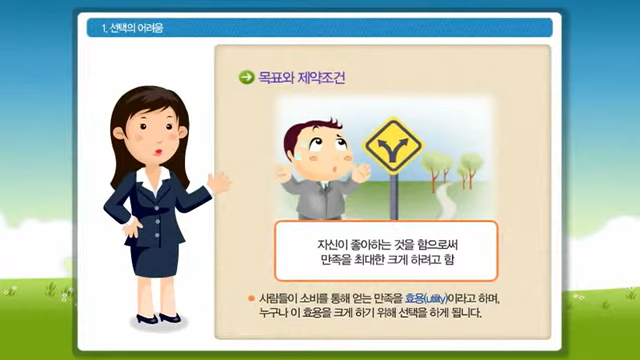 1. 선택의 어려움
목표와 제약조건
자신이 좋아하는 것을 함으로써
만족을 최대한 크게 하려고 함
사람들이 소비를 통해 얻는 만족을 효용(utility)이라고 하며,
누구나 이 효용을 크게 하기 위해 선택을 하게 됩니다.